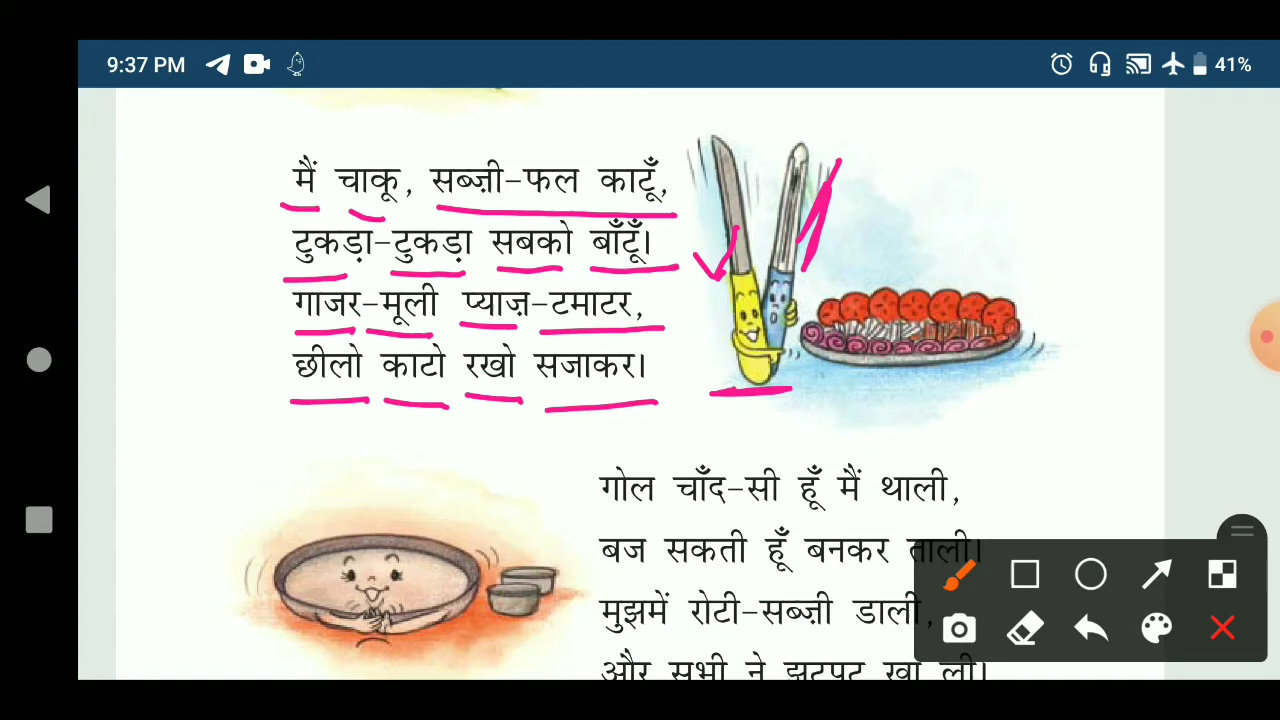 9:37 PM
41%
मैं चाकू, सब्ज़ी-फल काटूँ,
टुकड़ा-टुकड़ा सबको बाँटूँ।
गाजर-मूली प्याज़-टमाटर,
छीलो काटो रखो सजाकर।
गोल चाँद-सी हूँ मैं थाली,
बज सकती हूँ बनकर ताली।
मुझमें रोटी-सब्ज़ी डाली,
और सभी ने झटपट खा ली।